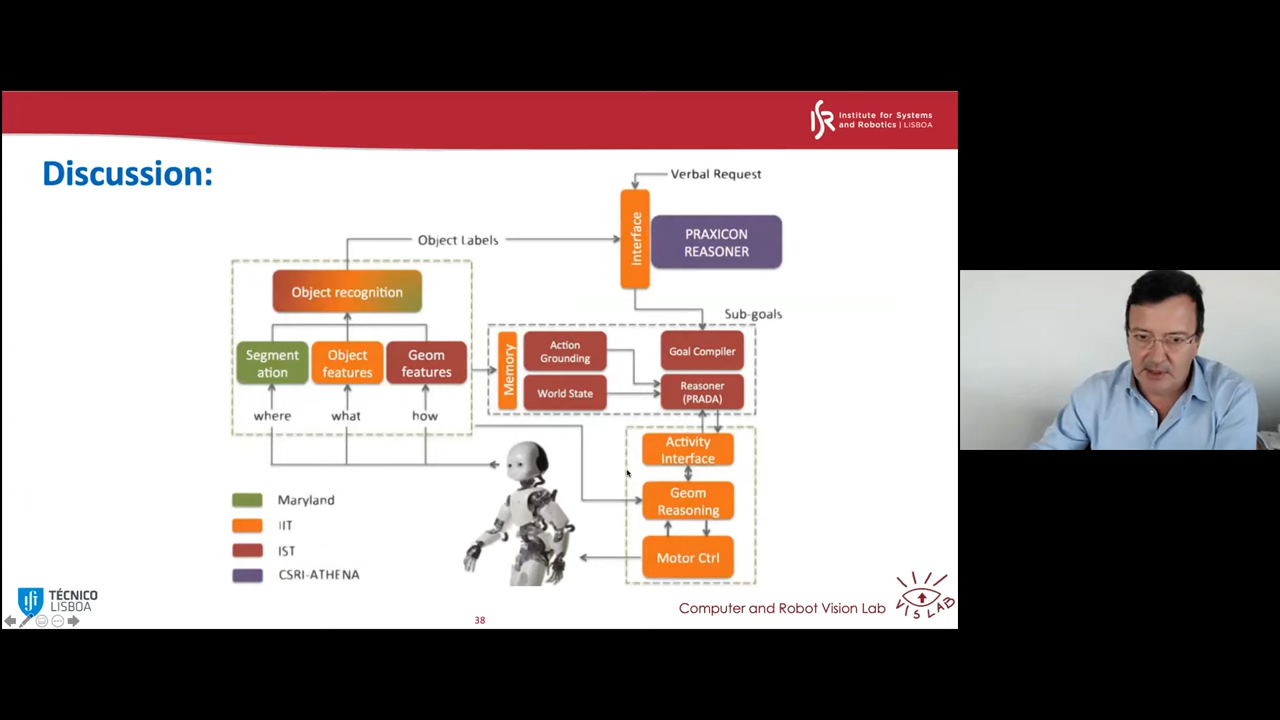 Institute for Systems
and Robotics | LISBOA
Discussion:
Verbal Request
Interface
PRAXICON
REASONER
Object Labels
Object recognition
Sub-goals
Segment
ation
Object
features
Geom
features
Memory
Action
Grounding
World State
Goal Compiler
Reasoner
(PRADA)
where
what
how
Activity
Interface
Geom
Reasoning
Motor Ctrl
Maryland
IIT
IST
CSRI-ATHENA
TÉCNICO
LISBOA
38
Computer and Robot Vision Lab
VISLAB